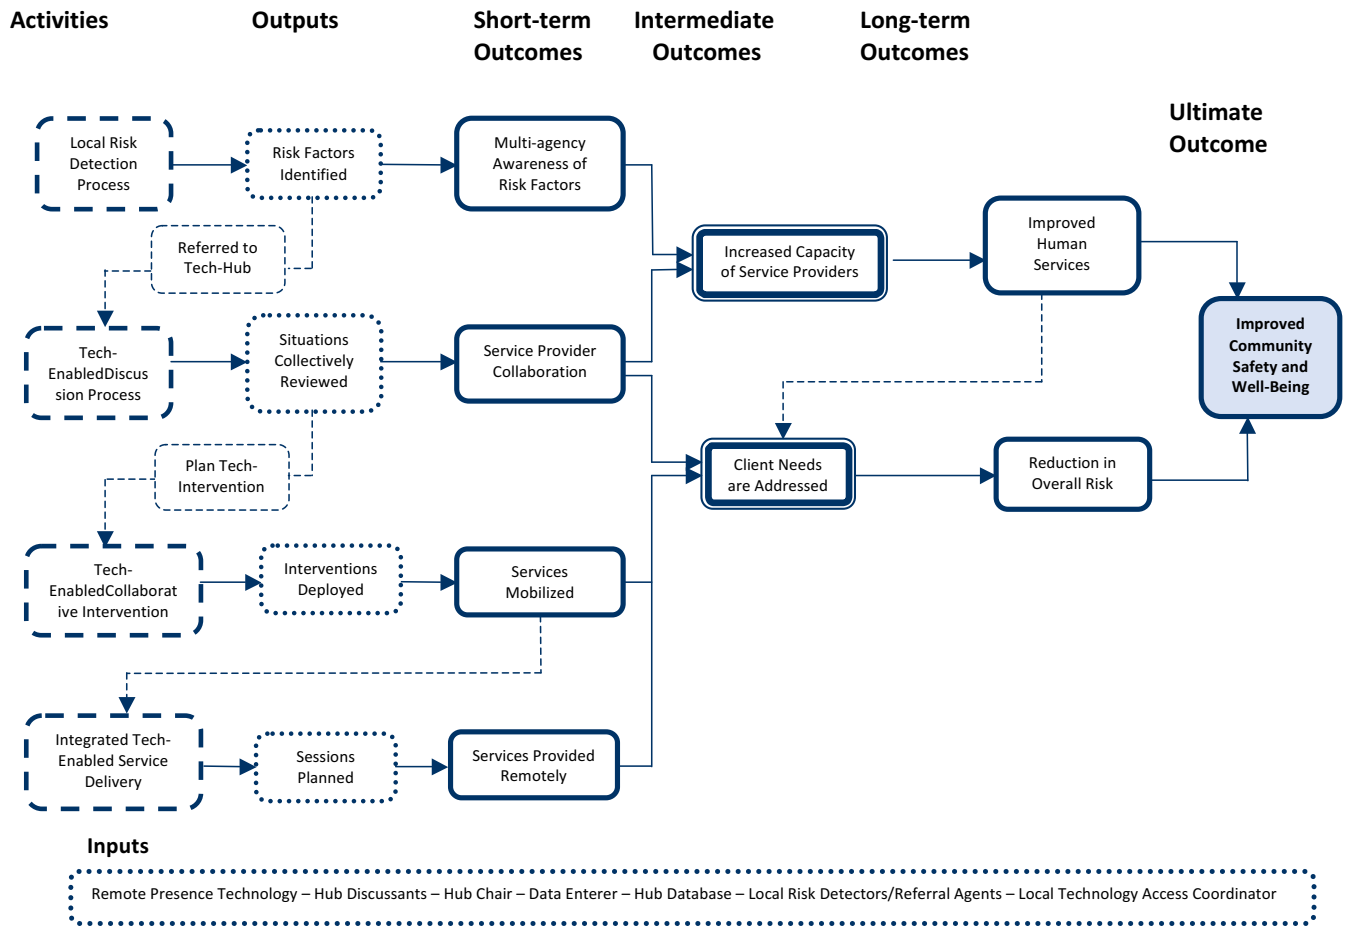 Activities
Outputs
Short-term
Outcomes
Intermediate
Outcomes
Long-term
Outcomes
Ultimate
Outcome
Local Risk
Detection
Process
Risk Factors
Identified
Multi-agency
Awareness of
Risk Factors
Referred to
Tech-Hub
Increased Capacity
of Service Providers
Improved
Human
Services
Tech-
EnabledDiscus
sion Process
Situations
Collectively
Reviewed
Service Provider
Collaboration
Improved
Community
Safety and
Well-Being
Plan Tech-
Intervention
Client Needs
are Addressed
Reduction in
Overall Risk
Tech-
EnabledCollaborat
ive Intervention
Interventions
Deployed
Services
Mobilized
Integrated Tech-
Enabled Service
Delivery
Sessions
Planned
Services Provided
Remotely
Inputs
Remote Presence Technology – Hub Discussants – Hub Chair – Data Enterer – Hub Database – Local Risk Detectors/Referral Agents – Local Technology Access Coordinator